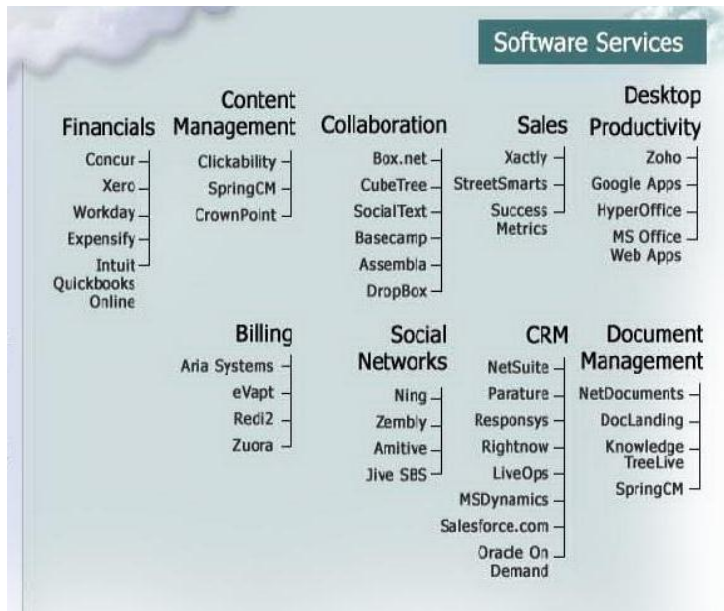 Software Services
Financials
Concur
Xero
Workday
Expensify
Intuit
Quickbooks
Online
Content
Management
Clickability
SpringCM
CrownPoint
Collaboration
Box.net
CubeTree
SocialText
Basecamp
Assembla
DropBox
Sales
Xactly
StreetSmarts
Success
Metrics
Desktop
Productivity
Zoho
Google Apps
HyperOffice
MS Office
Web Apps
Billing
Aria Systems
eVapt
Redi2
Zuora
Social
Networks
Ning
Zembly
Amitive
Jive SBS
CRM
NetSuite
Parature
Responsys
Rightnow
LiveOps
MSDynamics
Salesforce.com
Oracle On
Demand
Document
Management
NetDocuments
DocLanding
Knowledge
TreeLive
SpringCM